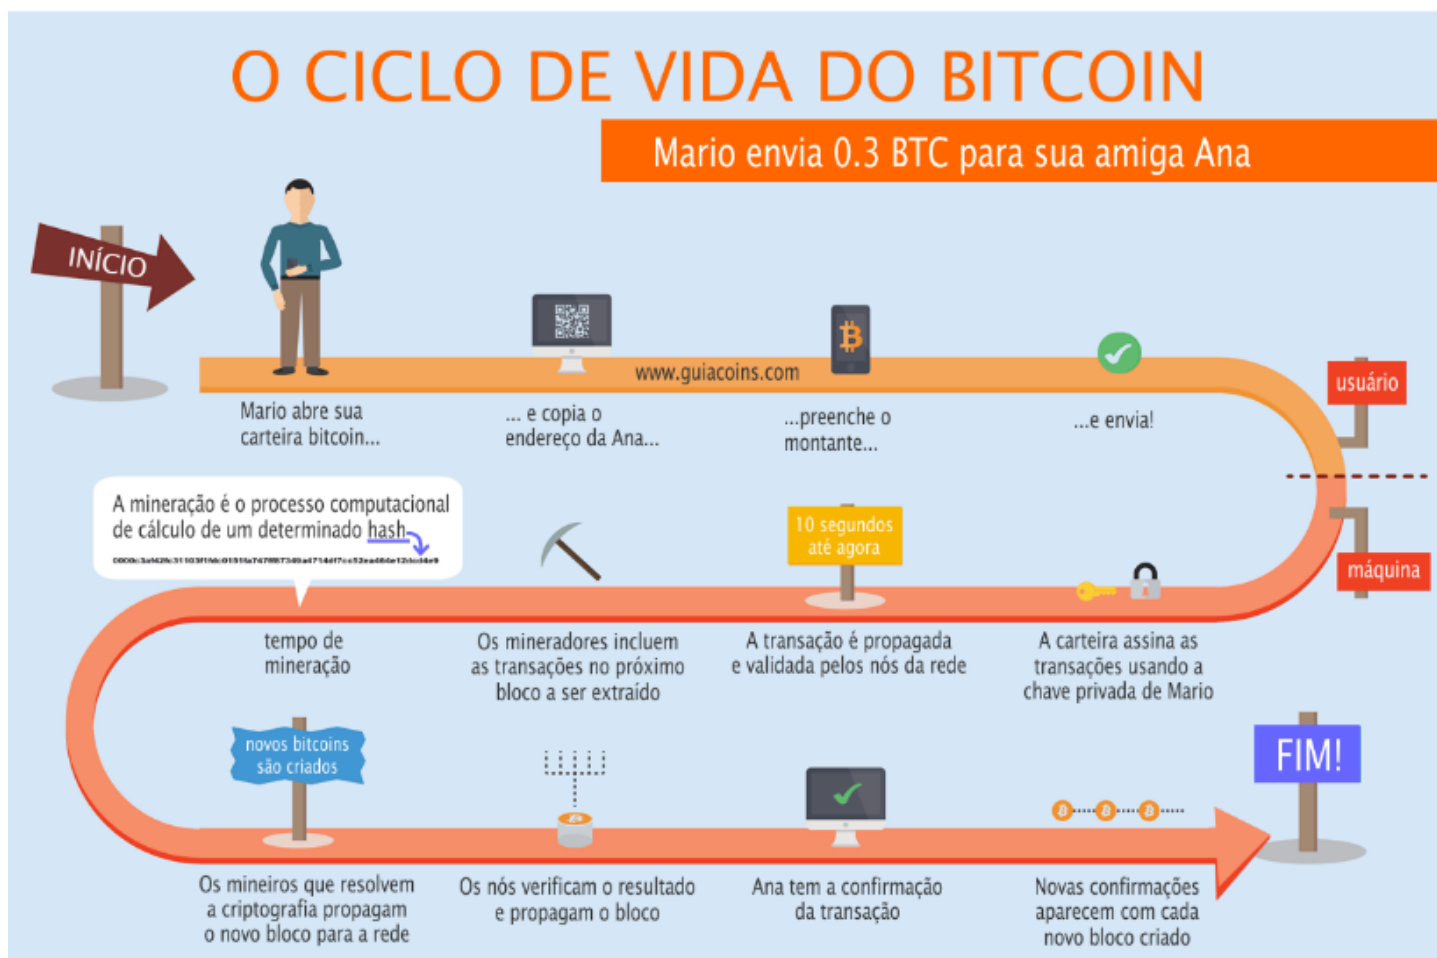 O CICLO DE VIDA DO BITCOIN
Mario envia 0.3 BTC para sua amiga Ana
INÍCIO
www.guiacoins.com
Mario abre sua
carteira bitcoin...
... e copia o
endereço da Ana...
...preenche o
montante...
...e envia!
usuário
máquina
10 segundos
até agora
A carteira assina as
transações usando a
chave privada de Mario
A transação é propagada
e validada pelos nós da rede
Os mineradores incluem
as transações no próximo
bloco a ser extraído
A mineração é o processo computacional
de cálculo de um determinado hash
tempo de
mineração
novos bitcoins
são criados
Os mineiros que resolvem
a criptografia propagam
o novo bloco para a rede
Os nós verificam o resultado
e propagam o bloco
Ana tem a confirmação
da transação
Novas confirmações
aparecem com cada
novo bloco criado
FIM!